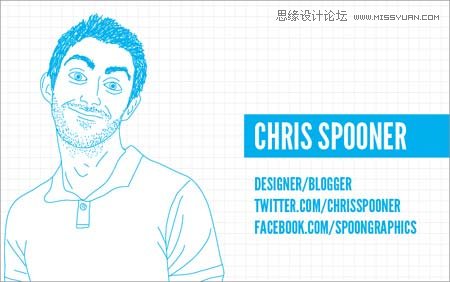 思缘设计论坛 WWW.MISSYUAN.COM
CHRIS SPOONER
DESIGNER/BLOGGER
TWITTER.COM/CHRISSPOONER
FACEBOOK.COM/SPOONGRAPHICS